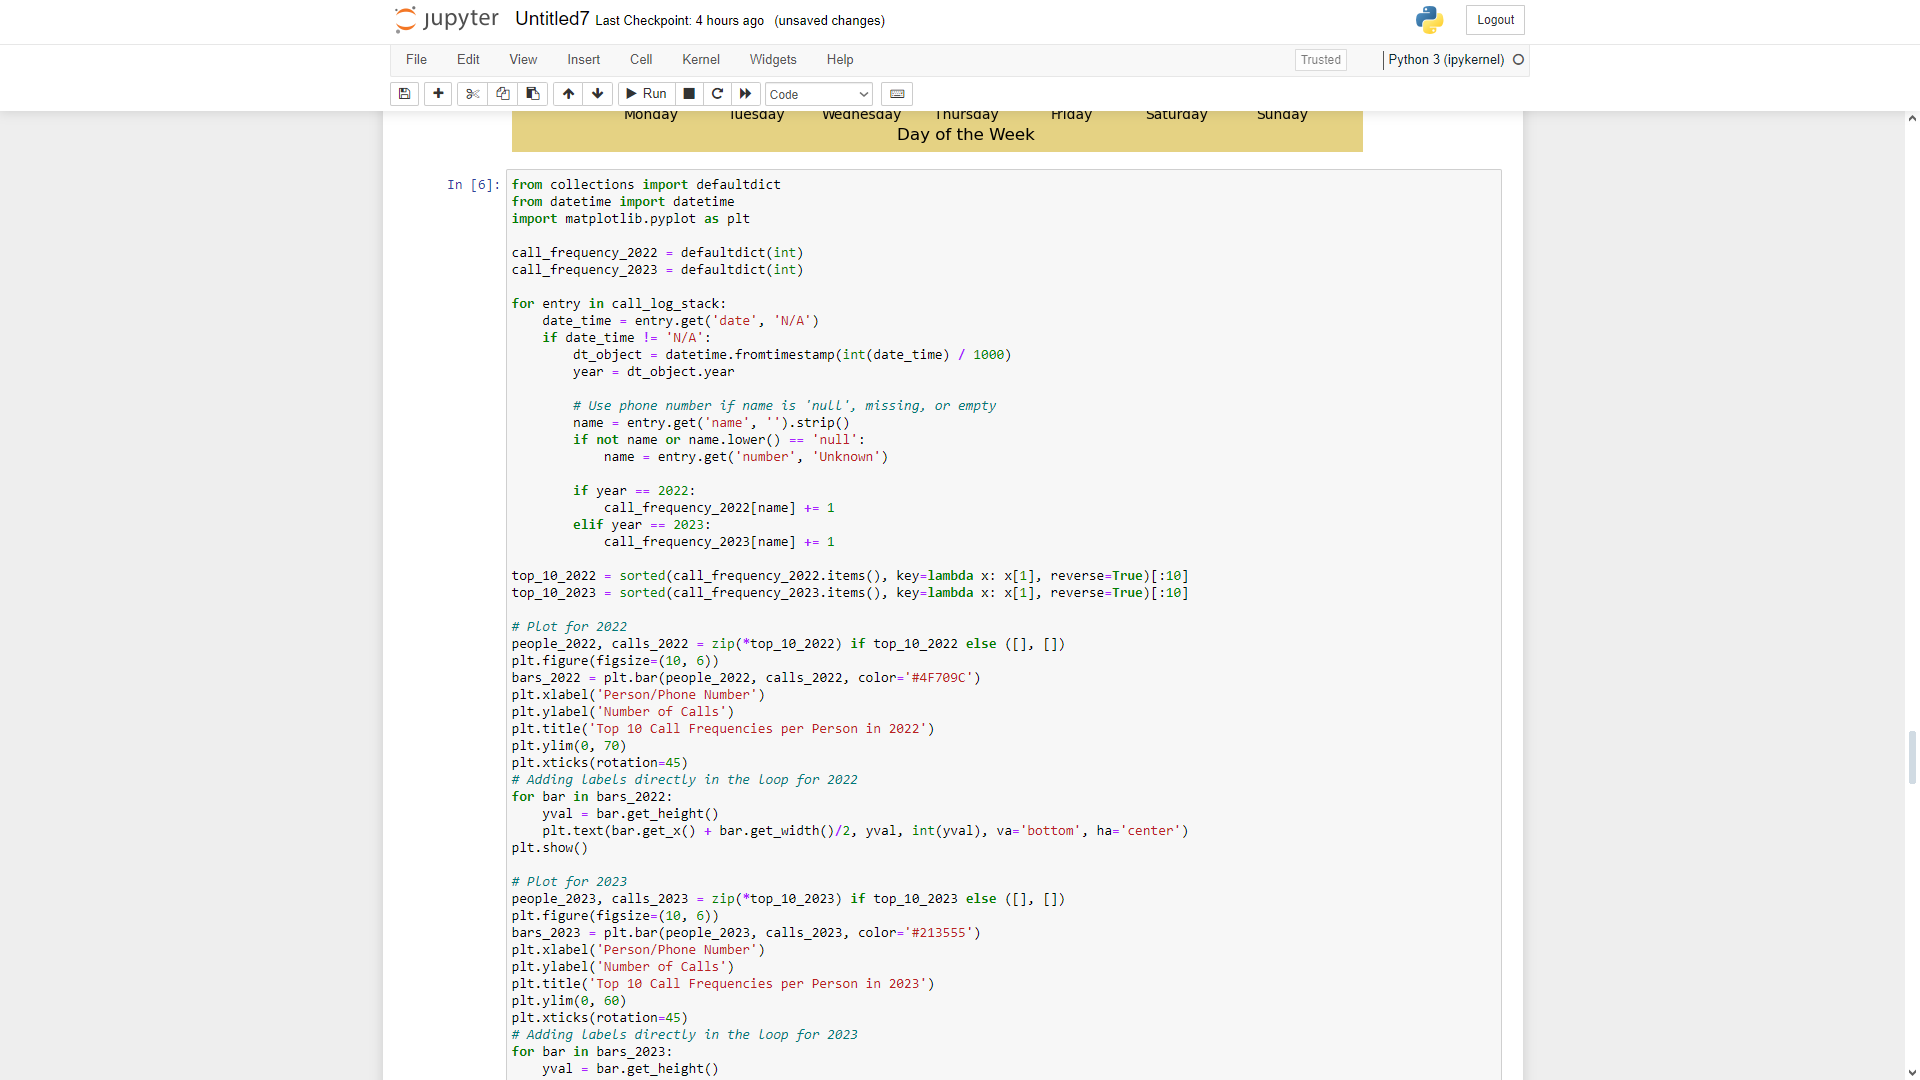 jupyter Untitled7 Last Checkpoint: 4 hours ago (unsaved changes) Logout
File Edit View Insert Cell Kernel Widgets Help Trusted Python 3 (ipykernel)
Run Code
Monday Tuesday Wednesday Thursday Friday Saturday Sunday
Day of the Week
In [6]:
from collections import defaultdict
from datetime import datetime
import matplotlib.pyplot as plt

call_frequency_2022 = defaultdict(int)
call_frequency_2023 = defaultdict(int)

for entry in call_log_stack:
    date_time = entry.get('date', 'N/A')
    if date_time != 'N/A':
        dt_object = datetime.fromtimestamp(int(date_time) / 1000)
        year = dt_object.year

        # Use phone number if name is 'null', missing, or empty
        name = entry.get('name', '').strip()
        if not name or name.lower() == 'null':
            name = entry.get('number', 'Unknown')

        if year == 2022:
            call_frequency_2022[name] += 1
        elif year == 2023:
            call_frequency_2023[name] += 1

top_10_2022 = sorted(call_frequency_2022.items(), key=lambda x: x[1], reverse=True)[:10]
top_10_2023 = sorted(call_frequency_2023.items(), key=lambda x: x[1], reverse=True)[:10]

# Plot for 2022
people_2022, calls_2022 = zip(*top_10_2022) if top_10_2022 else ([], [])
plt.figure(figsize=(10, 6))
bars_2022 = plt.bar(people_2022, calls_2022, color='#4F709C')
plt.xlabel('Person/Phone Number')
plt.ylabel('Number of Calls')
plt.title('Top 10 Call Frequencies per Person in 2022')
plt.ylim(0, 70)
plt.xticks(rotation=45)
# Adding labels directly in the loop for 2022
for bar in bars_2022:
    yval = bar.get_height()
    plt.text(bar.get_x() + bar.get_width()/2, yval, int(yval), va='bottom', ha='center')
plt.show()

# Plot for 2023
people_2023, calls_2023 = zip(*top_10_2023) if top_10_2023 else ([], [])
plt.figure(figsize=(10, 6))
bars_2023 = plt.bar(people_2023, calls_2023, color='#213555')
plt.xlabel('Person/Phone Number')
plt.ylabel('Number of Calls')
plt.title('Top 10 Call Frequencies per Person in 2023')
plt.ylim(0, 60)
plt.xticks(rotation=45)
# Adding labels directly in the loop for 2023
for bar in bars_2023:
    yval = bar.get_height()